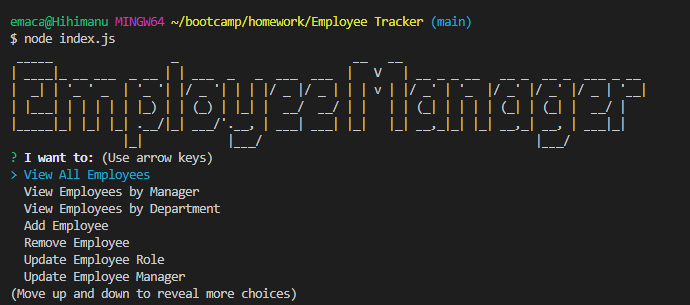 emaca@Hihimanu MINGW64 ~/bootcamp/homework/Employee Tracker (main)
$ node index.js
Employee Manager
? I want to: (Use arrow keys)
> View All Employees
View Employees by Manager
View Employees by Department
Add Employee
Remove Employee
Update Employee Role
Update Employee Manager
(Move up and down to reveal more choices)